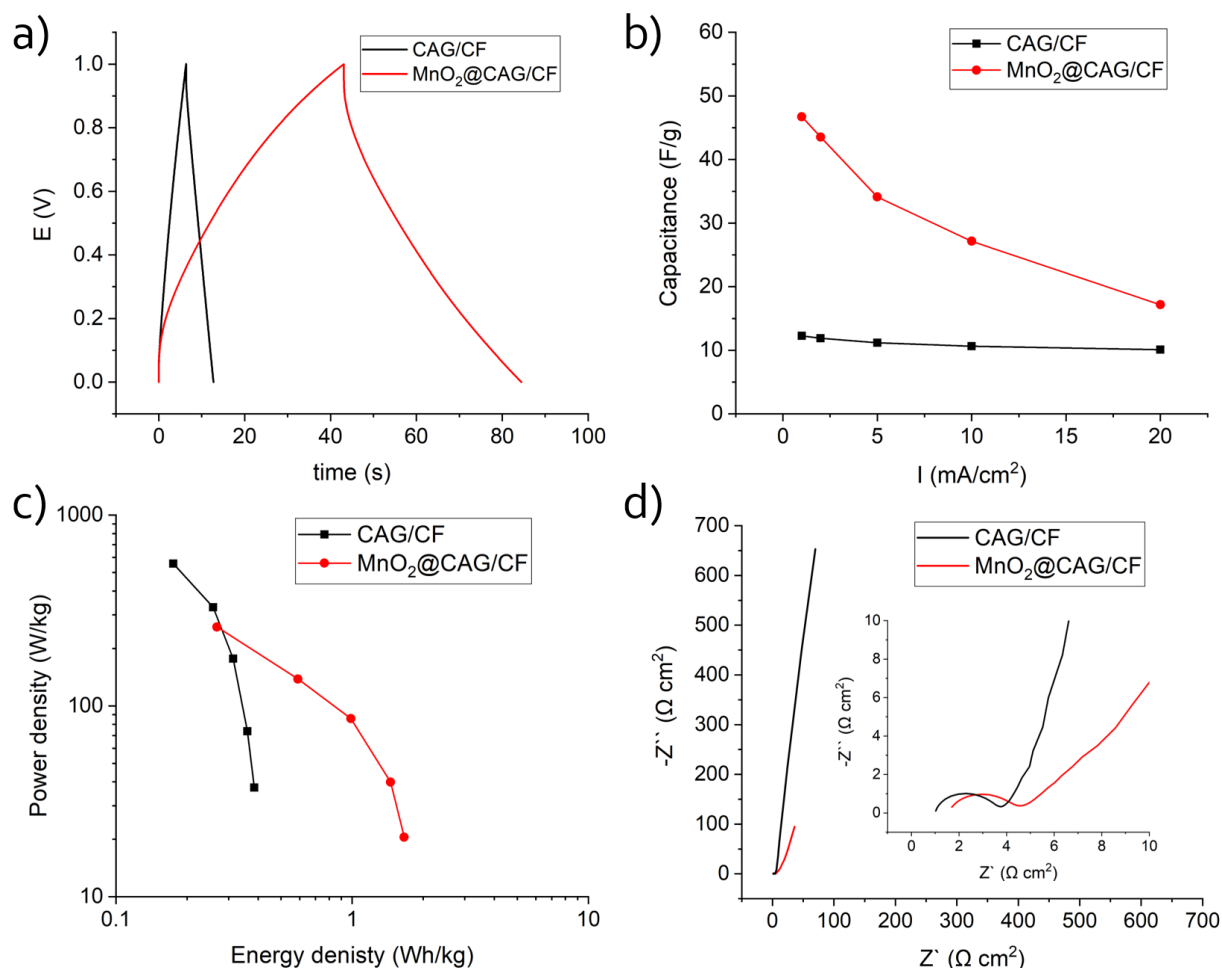 a)
CAG/CF
MnO₂@CAG/CF
1.0
0.8
0.6
0.4
0.2
0.0
E (V)
0 20 40 60 80 100
time (s)
b)
CAG/CF
MnO₂@CAG/CF
60
50
40
30
20
10
0
Capacitance (F/g)
0 5 10 15 20
I (mA/cm²)
c)
CAG/CF
MnO₂@CAG/CF
1000
100
10
Power density (W/kg)
0.1 1 10
Energy denisty (Wh/kg)
d)
CAG/CF
MnO₂@CAG/CF
700
600
500
400
300
200
100
0
-Z`` (Ω cm²)
0 100 200 300 400 500 600 700
Z` (Ω cm²)
10
8
6
4
2
0
-Z`` (Ω cm²)
0 2 4 6 8 10
Z` (Ω cm²)